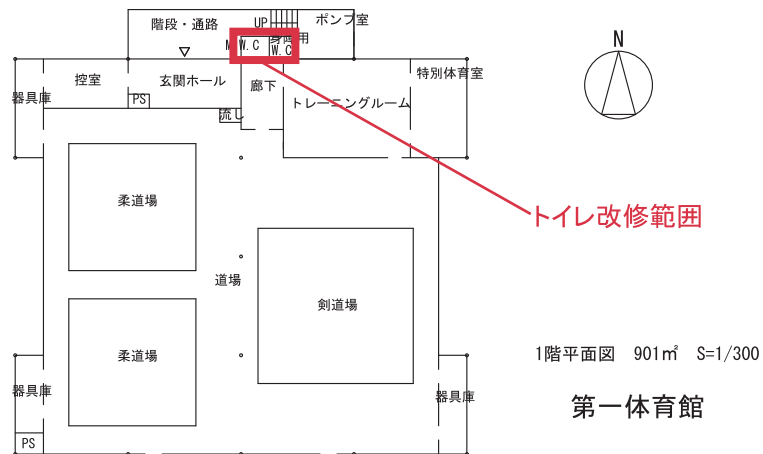 階段・通路
UP
ポンプ室
M W.C
身障用
W.C
控室
玄関ホール
廊下
特別体育室
器具庫
PS
流し
トレーニングルーム
N
柔道場
トイレ改修範囲
道場
剣道場
柔道場
1階平面図 901㎡ S=1/300
器具庫
器具庫
第一体育館
PS